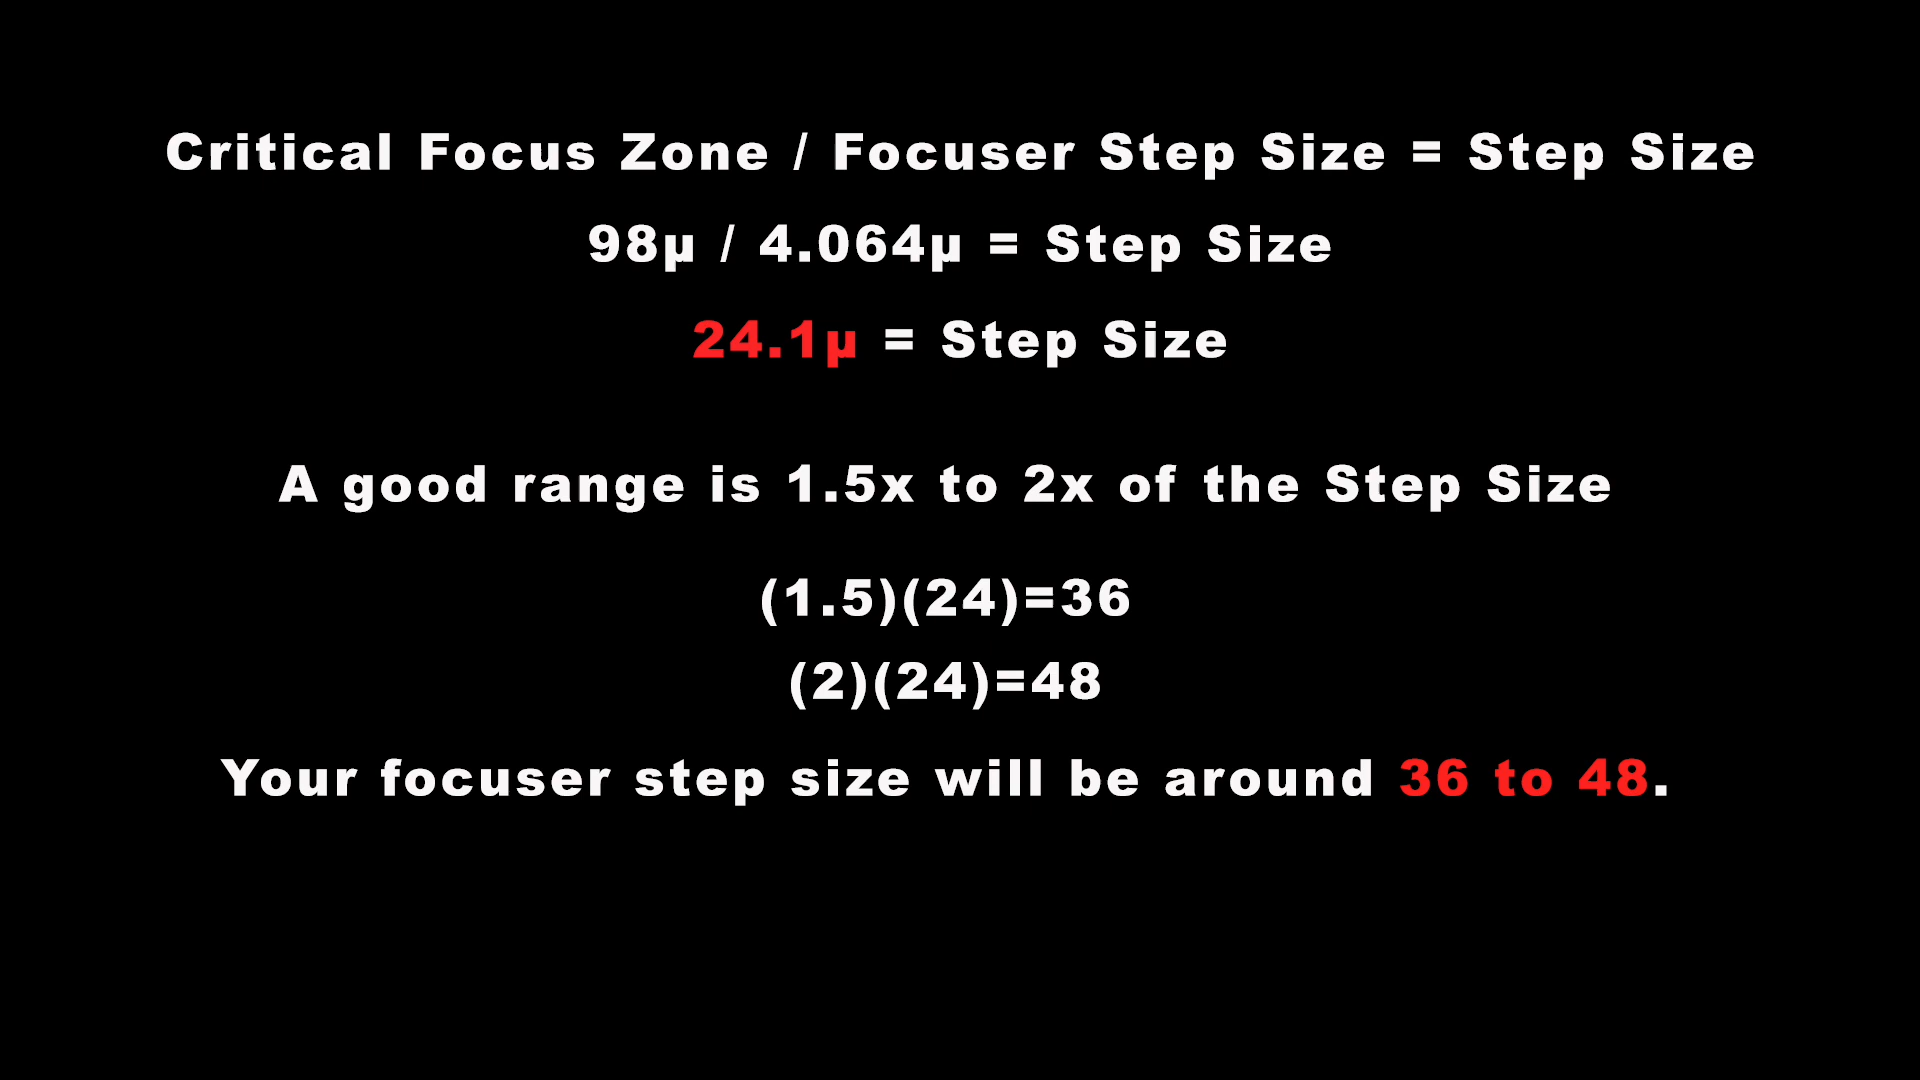 Critical Focus Zone / Focuser Step Size = Step Size
98µ / 4.064µ = Step Size
24.1µ = Step Size
A good range is 1.5x to 2x of the Step Size
(1.5)(24)=36
(2)(24)=48
Your focuser step size will be around 36 to 48.